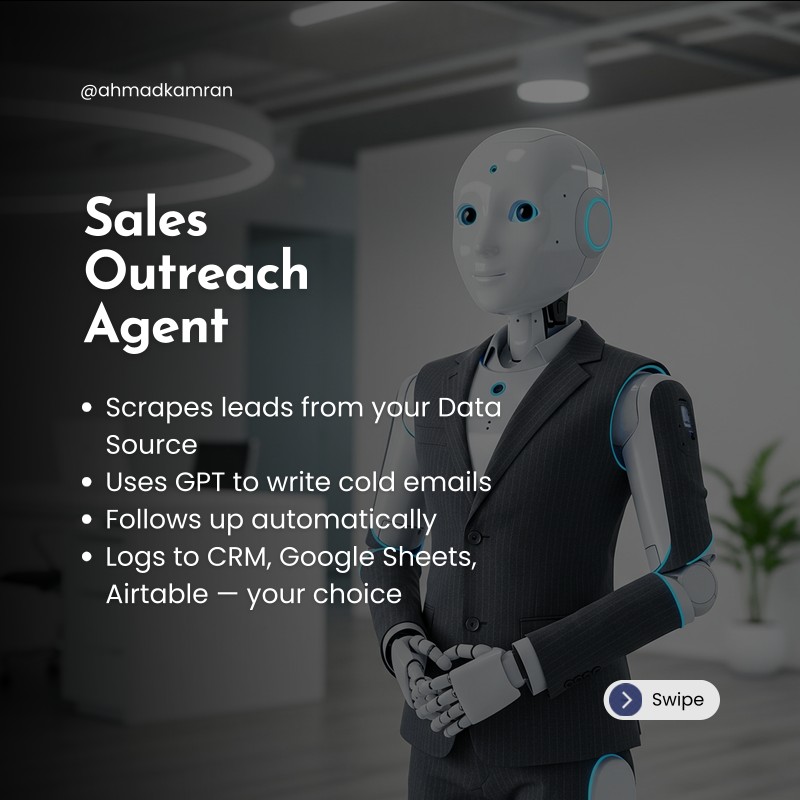 @ahmadkamran
Sales
Outreach
Agent
• Scrapes leads from your Data
Source
• Uses GPT to write cold emails
• Follows up automatically
• Logs to CRM, Google Sheets,
Airtable — your choice
Swipe